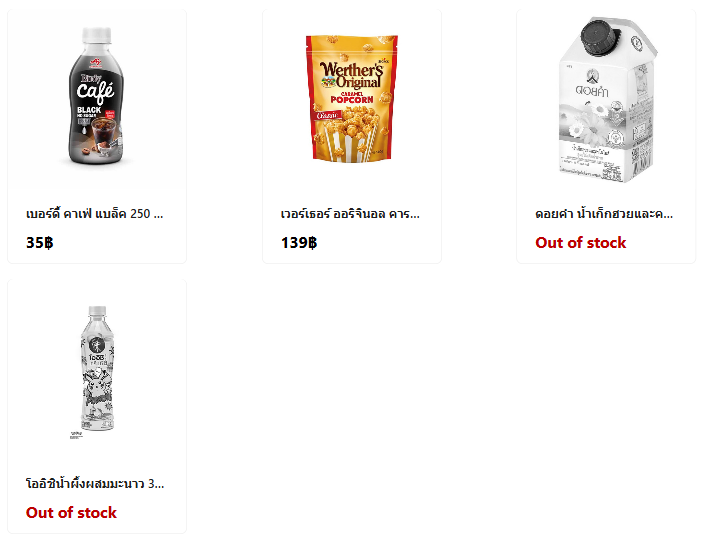 Birdy
Café
BLACK
NO SUGAR
Werther's
Original
CARAMEL
POPCORN
Classic
ดอยคำ
เบอร์ดี้ คาเฟ่ แบล็ค 250 ...
เวอร์เธอร์ ออริจินอล คาร...
ดอยคำ น้ำเก็กฮวยและค...
35฿
139฿
Out of stock
โออิชิ
โออิชิน้ำผึ้งผสมมะนาว 3...
Out of stock